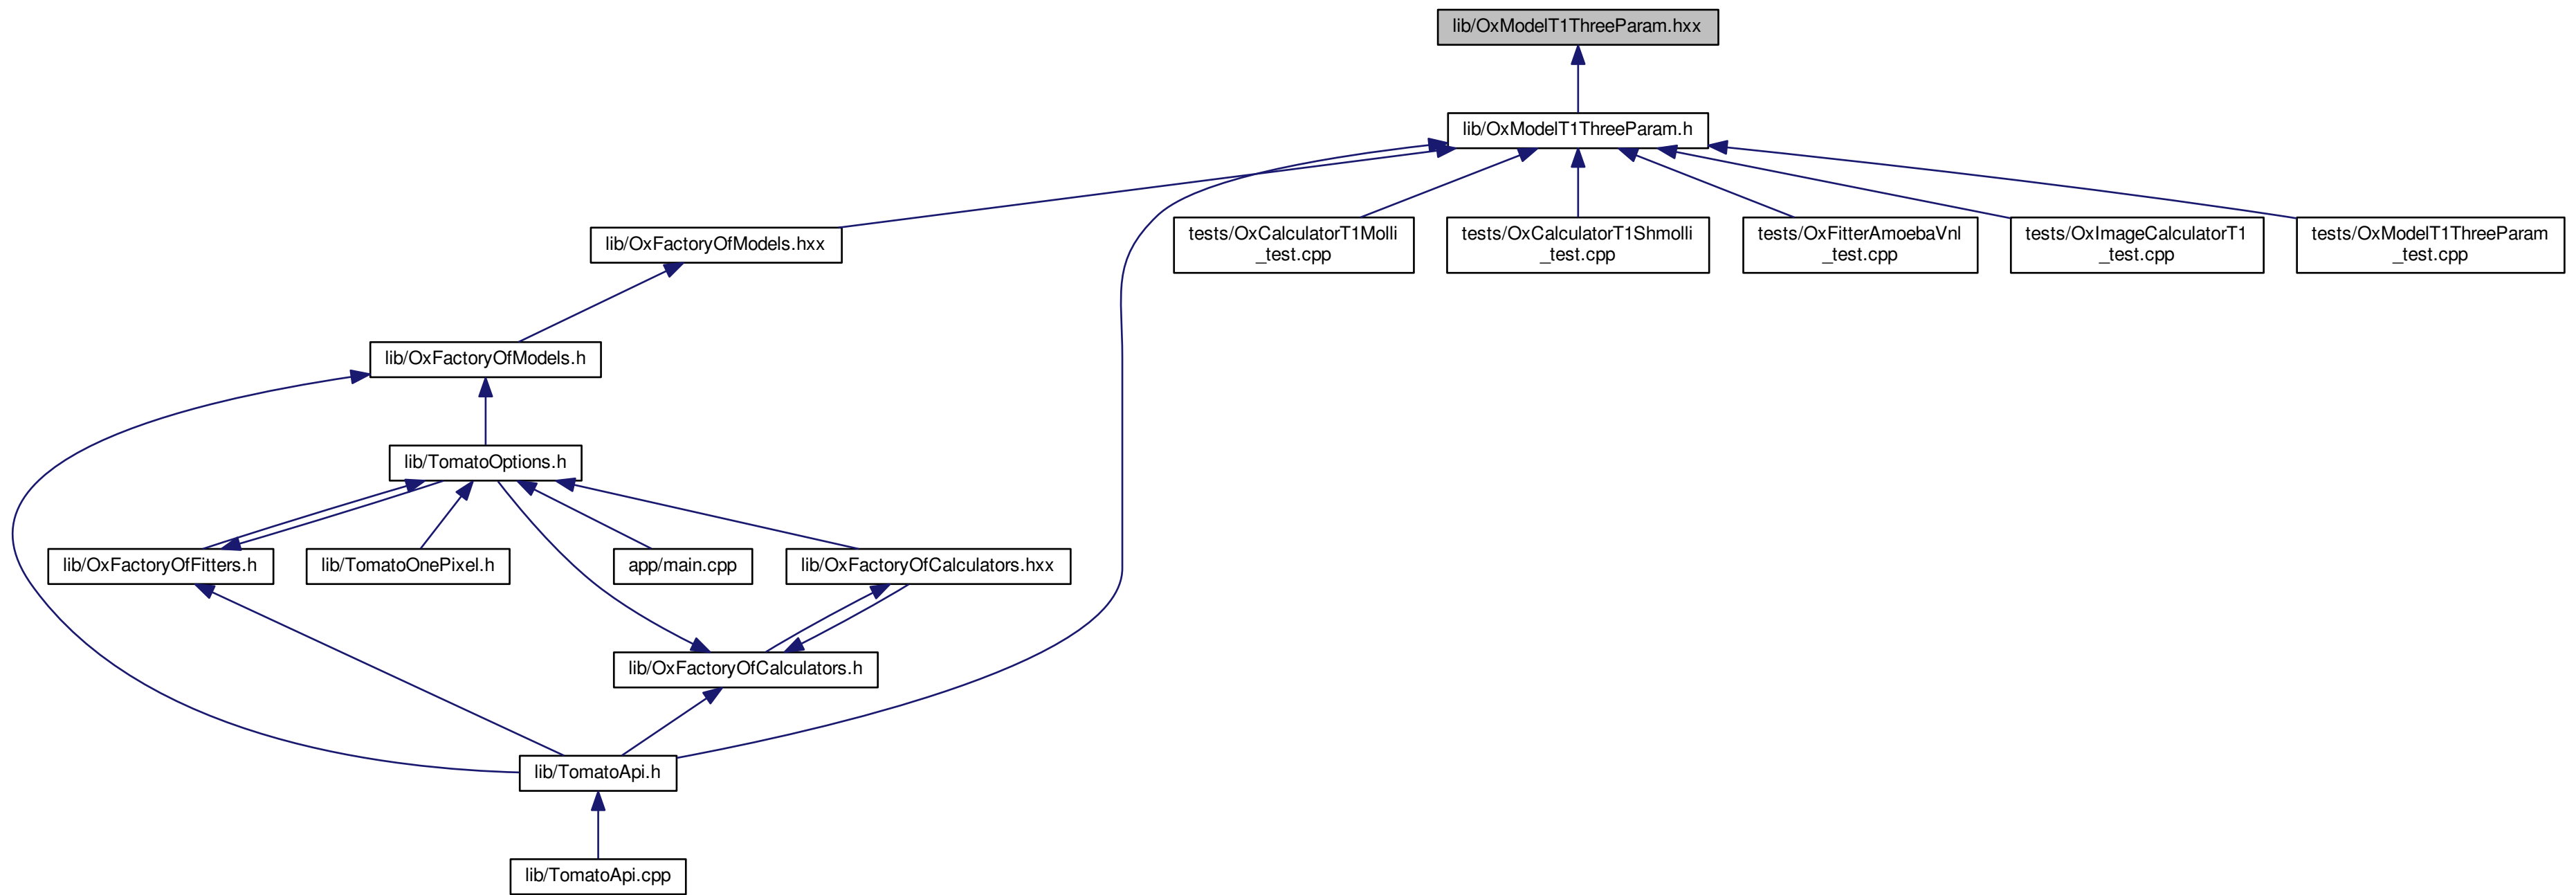 lib/OxModelT1ThreeParam.hxx
lib/OxModelT1ThreeParam.h
lib/OxFactoryOfModels.hxx
tests/OxCalculatorT1Molli
_test.cpp
tests/OxCalculatorT1Shmolli
_test.cpp
tests/OxFitterAmoebaVnl
_test.cpp
tests/OxImageCalculatorT1
_test.cpp
tests/OxModelT1ThreeParam
_test.cpp
lib/OxFactoryOfModels.h
lib/TomatoOptions.h
lib/OxFactoryOfFitters.h
lib/TomatoOnePixel.h
app/main.cpp
lib/OxFactoryOfCalculators.hxx
lib/OxFactoryOfCalculators.h
lib/TomatoApi.h
lib/TomatoApi.cpp